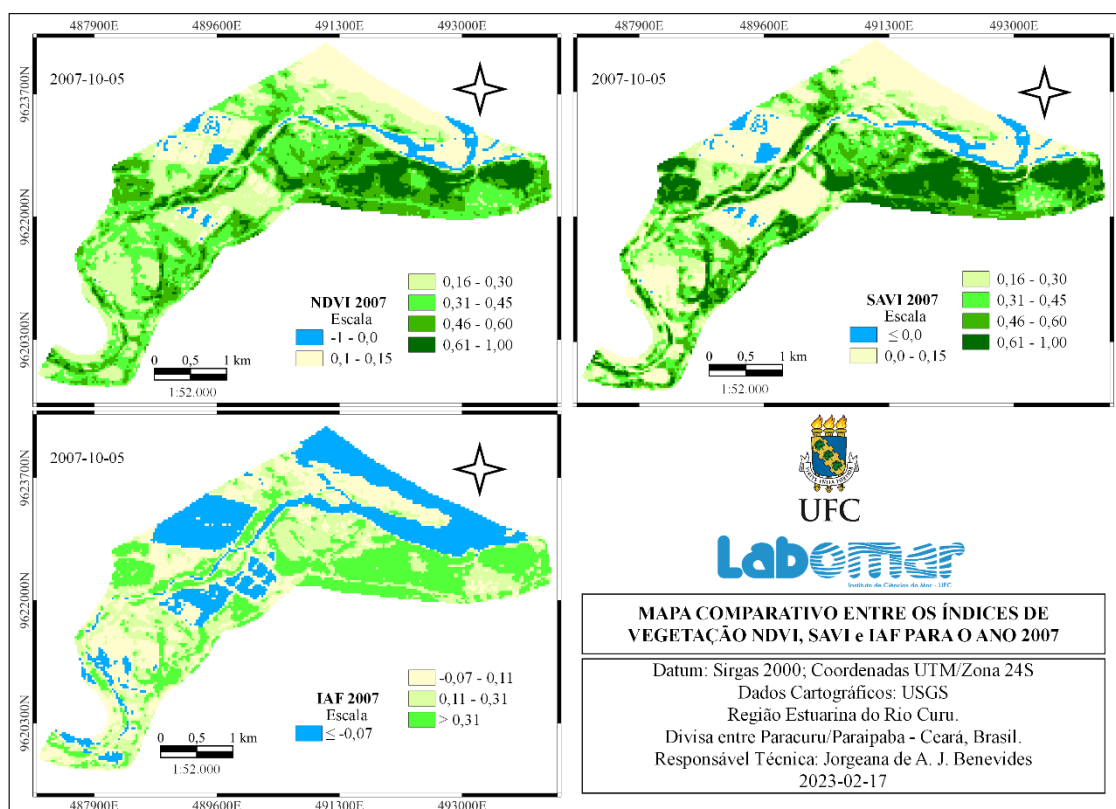 487900E 489600E 491300E 493000E
487900E 489600E 491300E 493000E
2007-10-05
9623700N
9622000N
9620300N
NDVI 2007
Escala
-1 - 0,0
0,1 - 0,15
0,16 - 0,30
0,31 - 0,45
0,46 - 0,60
0,61 - 1,00
0 0,5 1 km
1:52.000
2007-10-05
SAVI 2007
Escala
≤ 0,0
0,0 - 0,15
0,16 - 0,30
0,31 - 0,45
0,46 - 0,60
0,61 - 1,00
0 0,5 1 km
1:52.000
2007-10-05
9623700N
9622000N
9620300N
IAF 2007
Escala
≤ -0,07
-0,07 - 0,11
0,11 - 0,31
> 0,31
0 0,5 1 km
1:52.000
487900E 489600E 491300E 493000E
UFC
Labomar
Instituto de Ciências do Mar - UFC
MAPA COMPARATIVO ENTRE OS ÍNDICES DE
VEGETAÇÃO NDVI, SAVI e IAF PARA O ANO 2007
Datum: Sirgas 2000; Coordenadas UTM/Zona 24S
Dados Cartográficos: USGS
Região Estuarina do Rio Curu.
Divisa entre Paracuru/Paraipaba - Ceará, Brasil.
Responsável Técnica: Jorgeana de A. J. Benevides
2023-02-17